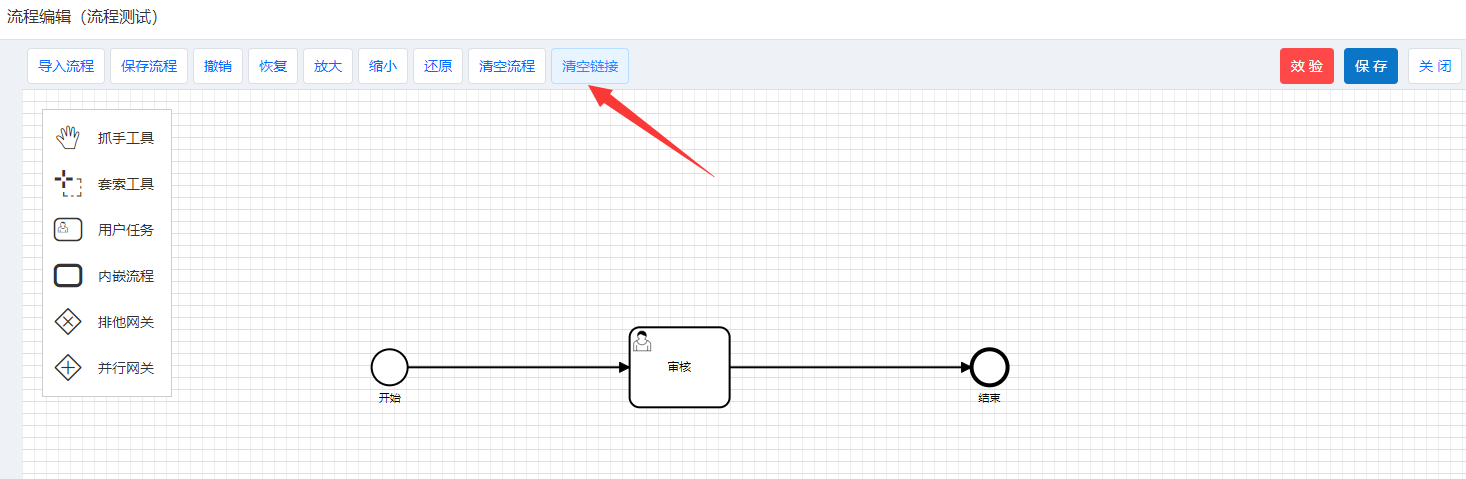 流程编辑（流程测试）
导入流程 保存流程 撤销 恢复 放大 缩小 还原 清空流程 清空链接 效 验 保 存 关 闭
抓手工具
套索工具
用户任务
内嵌流程
排他网关
并行网关
审核
开始
结束